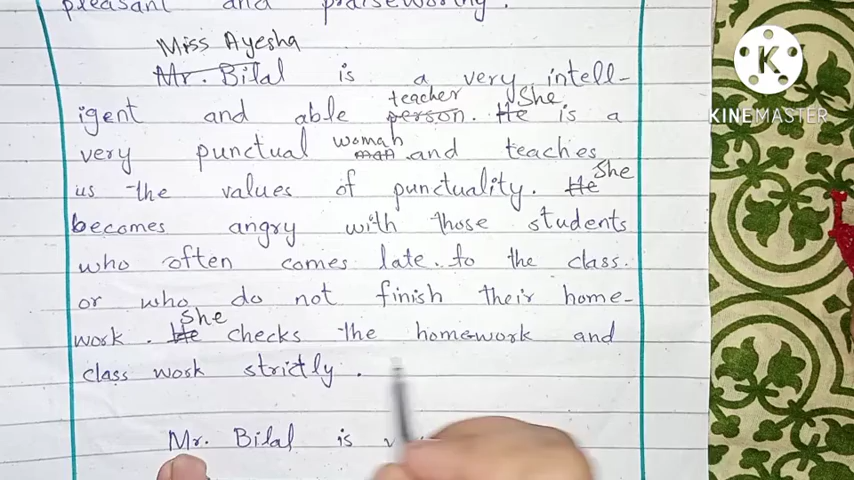 pleasant and praiseworthy.
Miss Ayesha
Mr. Bilal is a very intell-
teacher She
igent and able person. He is a
woman
very punctual man and teaches
She
us the values of punctuality. He
becomes angry with those students
who often comes late to the class.
or who do not finish their home-
She
work. He checks the homework and
class work strictly.
Mr. Bilal is
K
KINEMASTER